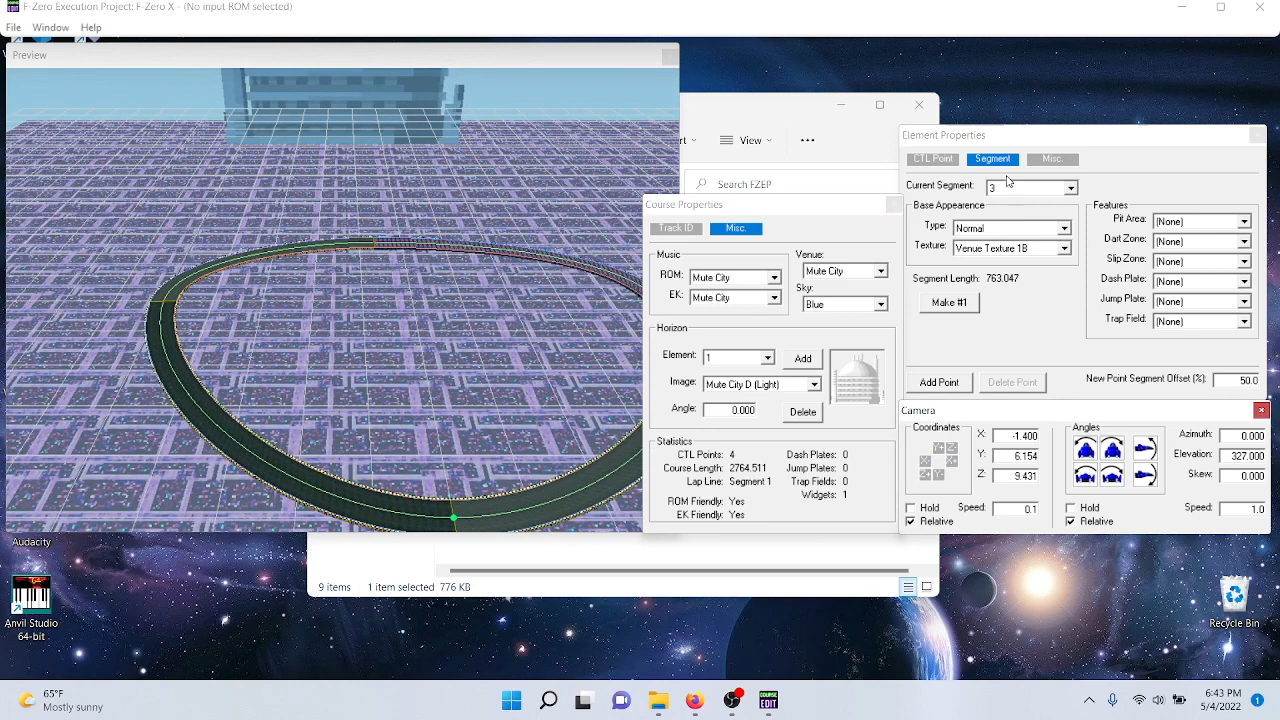 F-Zero Execution Project: F-Zero X - (No input ROM selected)
File Window Help
Preview
View
Search FZEP
Element Properties
CTL Point Segment Misc.
Current Segment: 3
Base Appearance
Type: Normal
Texture: Venue Texture 1B
Segment Length: 763.047
Make #1
Features
Pit Area: (None)
Dart Zone: (None)
Slip Zone: (None)
Dash Plate: (None)
Jump Plate: (None)
Trap Field: (None)
Add Point Delete Point New Point Segment Offset (%): 50.0
Course Properties
Track ID Misc.
Music
ROM: Mute City
EK: Mute City
Venue:
Mute City
Sky:
Blue
Horizon
Element: 1 Add
Image: Mute City D (Light)
Angle: 0.000 Delete
Statistics
CTL Points: 4 Dash Plates: 0
Course Length: 2764.511 Jump Plates: 0
Lap Line: Segment 1 Trap Fields: 0
Widgets: 1
ROM Friendly: Yes
EK Friendly: Yes
Camera
Coordinates
X: -1.400
Y: 6.154
Z: 9.431
Hold Speed: 0.1
Relative
Angles
Azimuth: 0.000
Elevation: 327.000
Skew: 0.000
Hold Speed: 1.0
Relative
9 items 1 item selected 776 KB
Audacity
Anvil Studio
64-bit
Recycle Bin
65°F
Mostly sunny
COURSE
EDIT
6:43 PM
5/4/2022
1